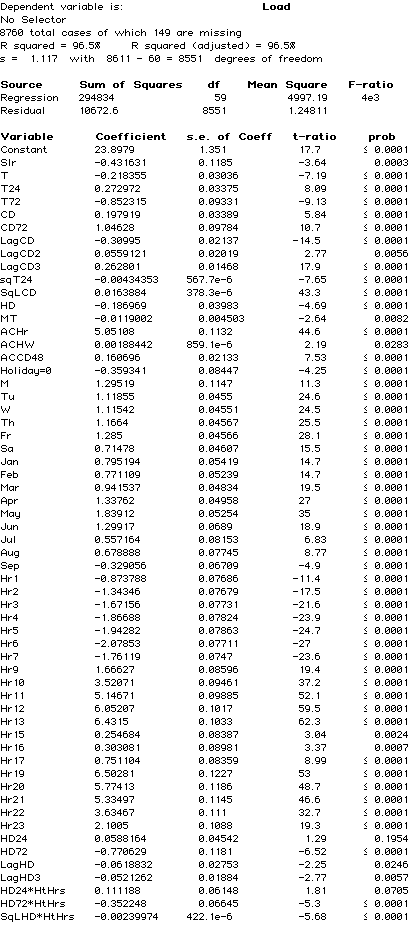 Dependent variable is: Load
No Selector
8760 total cases of which 149 are missing
R squared = 96.5% R squared (adjusted) = 96.5%
s = 1.117 with 8611 - 60 = 8551 degrees of freedom
Source Sum of Squares df Mean Square F-ratio
Regression 294834 59 4997.19 4e3
Residual 10672.6 8551 1.24811
Variable Coefficient s.e. of Coeff t-ratio prob
Constant 23.8979 1.351 17.7 ≤ 0.0001
Slr -0.431631 0.1185 -3.64 0.0003
T -0.218355 0.03036 -7.19 ≤ 0.0001
T24 0.272972 0.03375 8.09 ≤ 0.0001
T72 -0.852315 0.09331 -9.13 ≤ 0.0001
CD 0.197919 0.03389 5.84 ≤ 0.0001
CD72 1.04628 0.09784 10.7 ≤ 0.0001
LagCD -0.30995 0.02137 -14.5 ≤ 0.0001
LagCD2 0.0559121 0.02019 2.77 0.0056
LagCD3 0.262801 0.01468 17.9 ≤ 0.0001
sqT24 -0.00434353 567.7e-6 -7.65 ≤ 0.0001
SqLCD 0.0163884 378.3e-6 43.3 ≤ 0.0001
HD -0.186969 0.03983 -4.69 ≤ 0.0001
MT -0.0119002 0.004503 -2.64 0.0082
ACHr 5.05108 0.1132 44.6 ≤ 0.0001
ACHW 0.00188442 859.1e-6 2.19 0.0283
ACCD48 0.160696 0.02133 7.53 ≤ 0.0001
Holiday=0 -0.359341 0.08447 -4.25 ≤ 0.0001
M 1.29519 0.1147 11.3 ≤ 0.0001
Tu 1.11855 0.0455 24.6 ≤ 0.0001
W 1.11542 0.04551 24.5 ≤ 0.0001
Th 1.1664 0.04567 25.5 ≤ 0.0001
Fr 1.285 0.04566 28.1 ≤ 0.0001
Sa 0.71478 0.04607 15.5 ≤ 0.0001
Jan 0.795194 0.05419 14.7 ≤ 0.0001
Feb 0.771109 0.05239 14.7 ≤ 0.0001
Mar 0.941537 0.04834 19.5 ≤ 0.0001
Apr 1.33762 0.04958 27 ≤ 0.0001
May 1.83912 0.05254 35 ≤ 0.0001
Jun 1.29917 0.0689 18.9 ≤ 0.0001
Jul 0.557164 0.08153 6.83 ≤ 0.0001
Aug 0.678888 0.07745 8.77 ≤ 0.0001
Sep -0.329056 0.06709 -4.9 ≤ 0.0001
Hr1 -0.873788 0.07686 -11.4 ≤ 0.0001
Hr2 -1.34346 0.07679 -17.5 ≤ 0.0001
Hr3 -1.67156 0.07731 -21.6 ≤ 0.0001
Hr4 -1.86688 0.07824 -23.9 ≤ 0.0001
Hr5 -1.94282 0.07863 -24.7 ≤ 0.0001
Hr6 -2.07853 0.07711 -27 ≤ 0.0001
Hr7 -1.76119 0.0747 -23.6 ≤ 0.0001
Hr9 1.66627 0.08596 19.4 ≤ 0.0001
Hr10 3.52071 0.09461 37.2 ≤ 0.0001
Hr11 5.14671 0.09885 52.1 ≤ 0.0001
Hr12 6.05207 0.1017 59.5 ≤ 0.0001
Hr13 6.4315 0.1033 62.3 ≤ 0.0001
Hr15 0.254684 0.08387 3.04 0.0024
Hr16 0.303081 0.08981 3.37 0.0007
Hr17 0.751104 0.08359 8.99 ≤ 0.0001
Hr19 6.50281 0.1227 53 ≤ 0.0001
Hr20 5.77413 0.1186 48.7 ≤ 0.0001
Hr21 5.33497 0.1145 46.6 ≤ 0.0001
Hr22 3.63467 0.111 32.7 ≤ 0.0001
Hr23 2.1005 0.1088 19.3 ≤ 0.0001
HD24 0.0588164 0.04542 1.29 0.1954
HD72 -0.770629 0.1181 -6.52 ≤ 0.0001
LagHD -0.0618832 0.02753 -2.25 0.0246
LagHD3 -0.0521262 0.01884 -2.77 0.0057
HD24*HtHrs 0.111188 0.06148 1.81 0.0705
HD72*HtHrs -0.352248 0.06645 -5.3 ≤ 0.0001
SqLHD*HtHrs -0.00239974 422.1e-6 -5.68 ≤ 0.0001